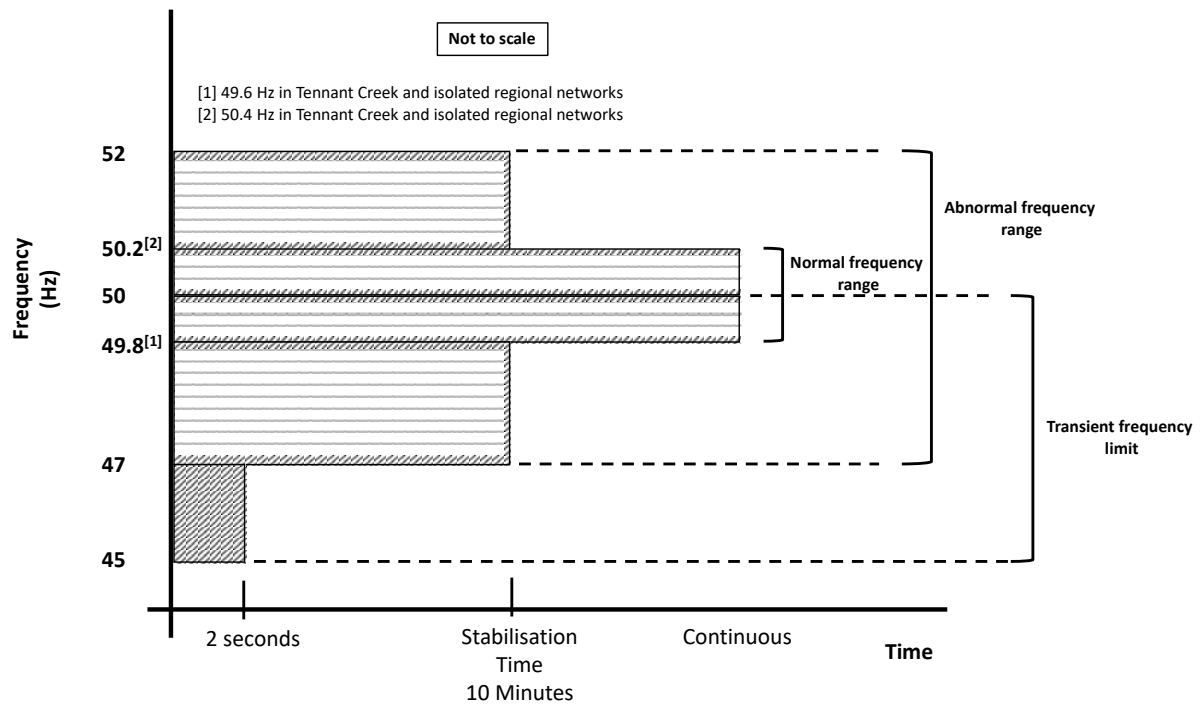 Not to scale
[1] 49.6 Hz in Tennant Creek and isolated regional networks
[2] 50.4 Hz in Tennant Creek and isolated regional networks
Frequency
(Hz)
52
50.2[2]
50
49.8[1]
47
45
Abnormal frequency
range
Normal frequency
range
Transient frequency
limit
2 seconds
Stabilisation
Time
10 Minutes
Continuous
Time